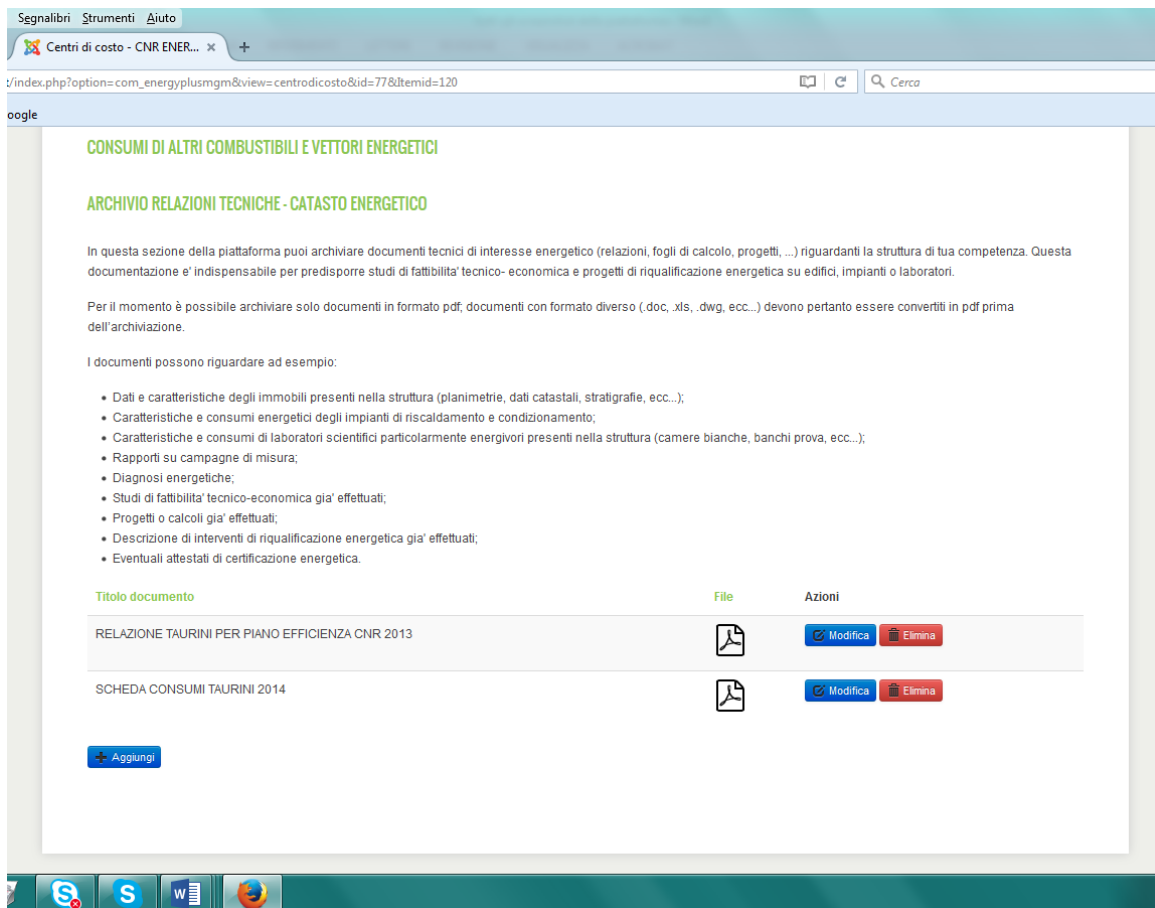 Segnalibri Strumenti Aiuto
Centri di costo - CNR ENER... × +
/index.php?option=com_energyplusmgm&view=centrodicosto&id=77&Itemid=120 Cerca
oogle
CONSUMI DI ALTRI COMBUSTIBILI E VETTORI ENERGETICI
ARCHIVIO RELAZIONI TECNICHE - CATASTO ENERGETICO
In questa sezione della piattaforma puoi archiviare documenti tecnici di interesse energetico (relazioni, fogli di calcolo, progetti, ...) riguardanti la struttura di tua competenza. Questa
documentazione e' indispensabile per predisporre studi di fattibilita' tecnico- economica e progetti di riqualificazione energetica su edifici, impianti o laboratori.
Per il momento è possibile archiviare solo documenti in formato pdf; documenti con formato diverso (.doc, .xls, .dwg, ecc...) devono pertanto essere convertiti in pdf prima
dell'archiviazione.
I documenti possono riguardare ad esempio:
• Dati e caratteristiche degli immobili presenti nella struttura (planimetrie, dati catastali, stratigrafie, ecc...);
• Caratteristiche e consumi energetici degli impianti di riscaldamento e condizionamento;
• Caratteristiche e consumi di laboratori scientifici particolarmente energivori presenti nella struttura (camere bianche, banchi prova, ecc...);
• Rapporti su campagne di misura;
• Diagnosi energetiche;
• Studi di fattibilita' tecnico-economica gia' effettuati;
• Progetti o calcoli gia' effettuati;
• Descrizione di interventi di riqualificazione energetica gia' effettuati;
• Eventuali attestati di certificazione energetica.
Titolo documento File Azioni
RELAZIONE TAURINI PER PIANO EFFICIENZA CNR 2013 Modifica Elimina
SCHEDA CONSUMI TAURINI 2014 Modifica Elimina
Aggiungi